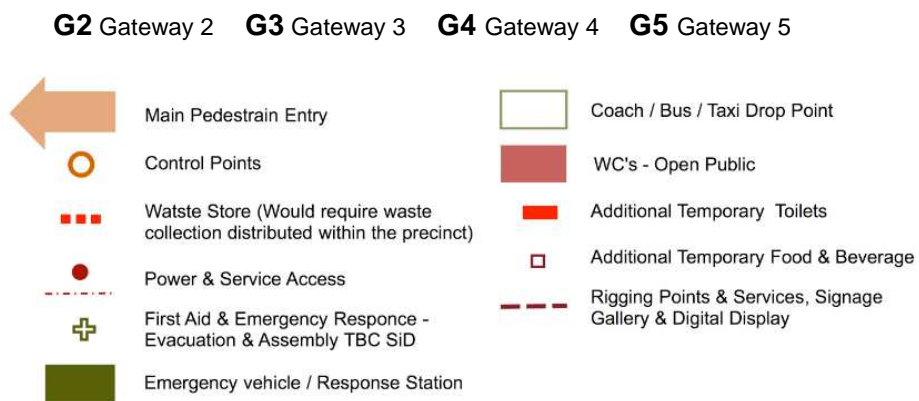 G2 Gateway 2 G3 Gateway 3 G4 Gateway 4 G5 Gateway 5
Main Pedestrain Entry
Control Points
Watste Store (Would require waste
collection distributed within the precinct)
Power & Service Access
First Aid & Emergency Responce -
Evacuation & Assembly TBC SiD
Emergency vehicle / Response Station
Coach / Bus / Taxi Drop Point
WC's - Open Public
Additional Temporary Toilets
Additional Temporary Food & Beverage
Rigging Points & Services, Signage
Gallery & Digital Display